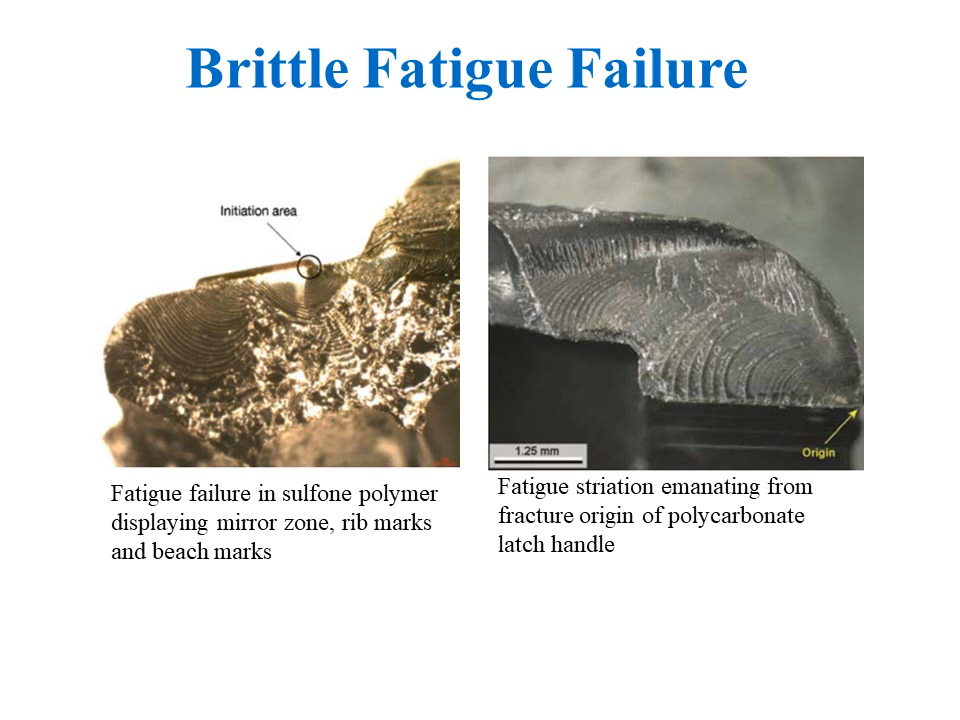 Brittle Fatigue Failure
Initiation area
1.25 mm
Origin
Fatigue failure in sulfone polymer
displaying mirror zone, rib marks
and beach marks
Fatigue striation emanating from
fracture origin of polycarbonate
latch handle